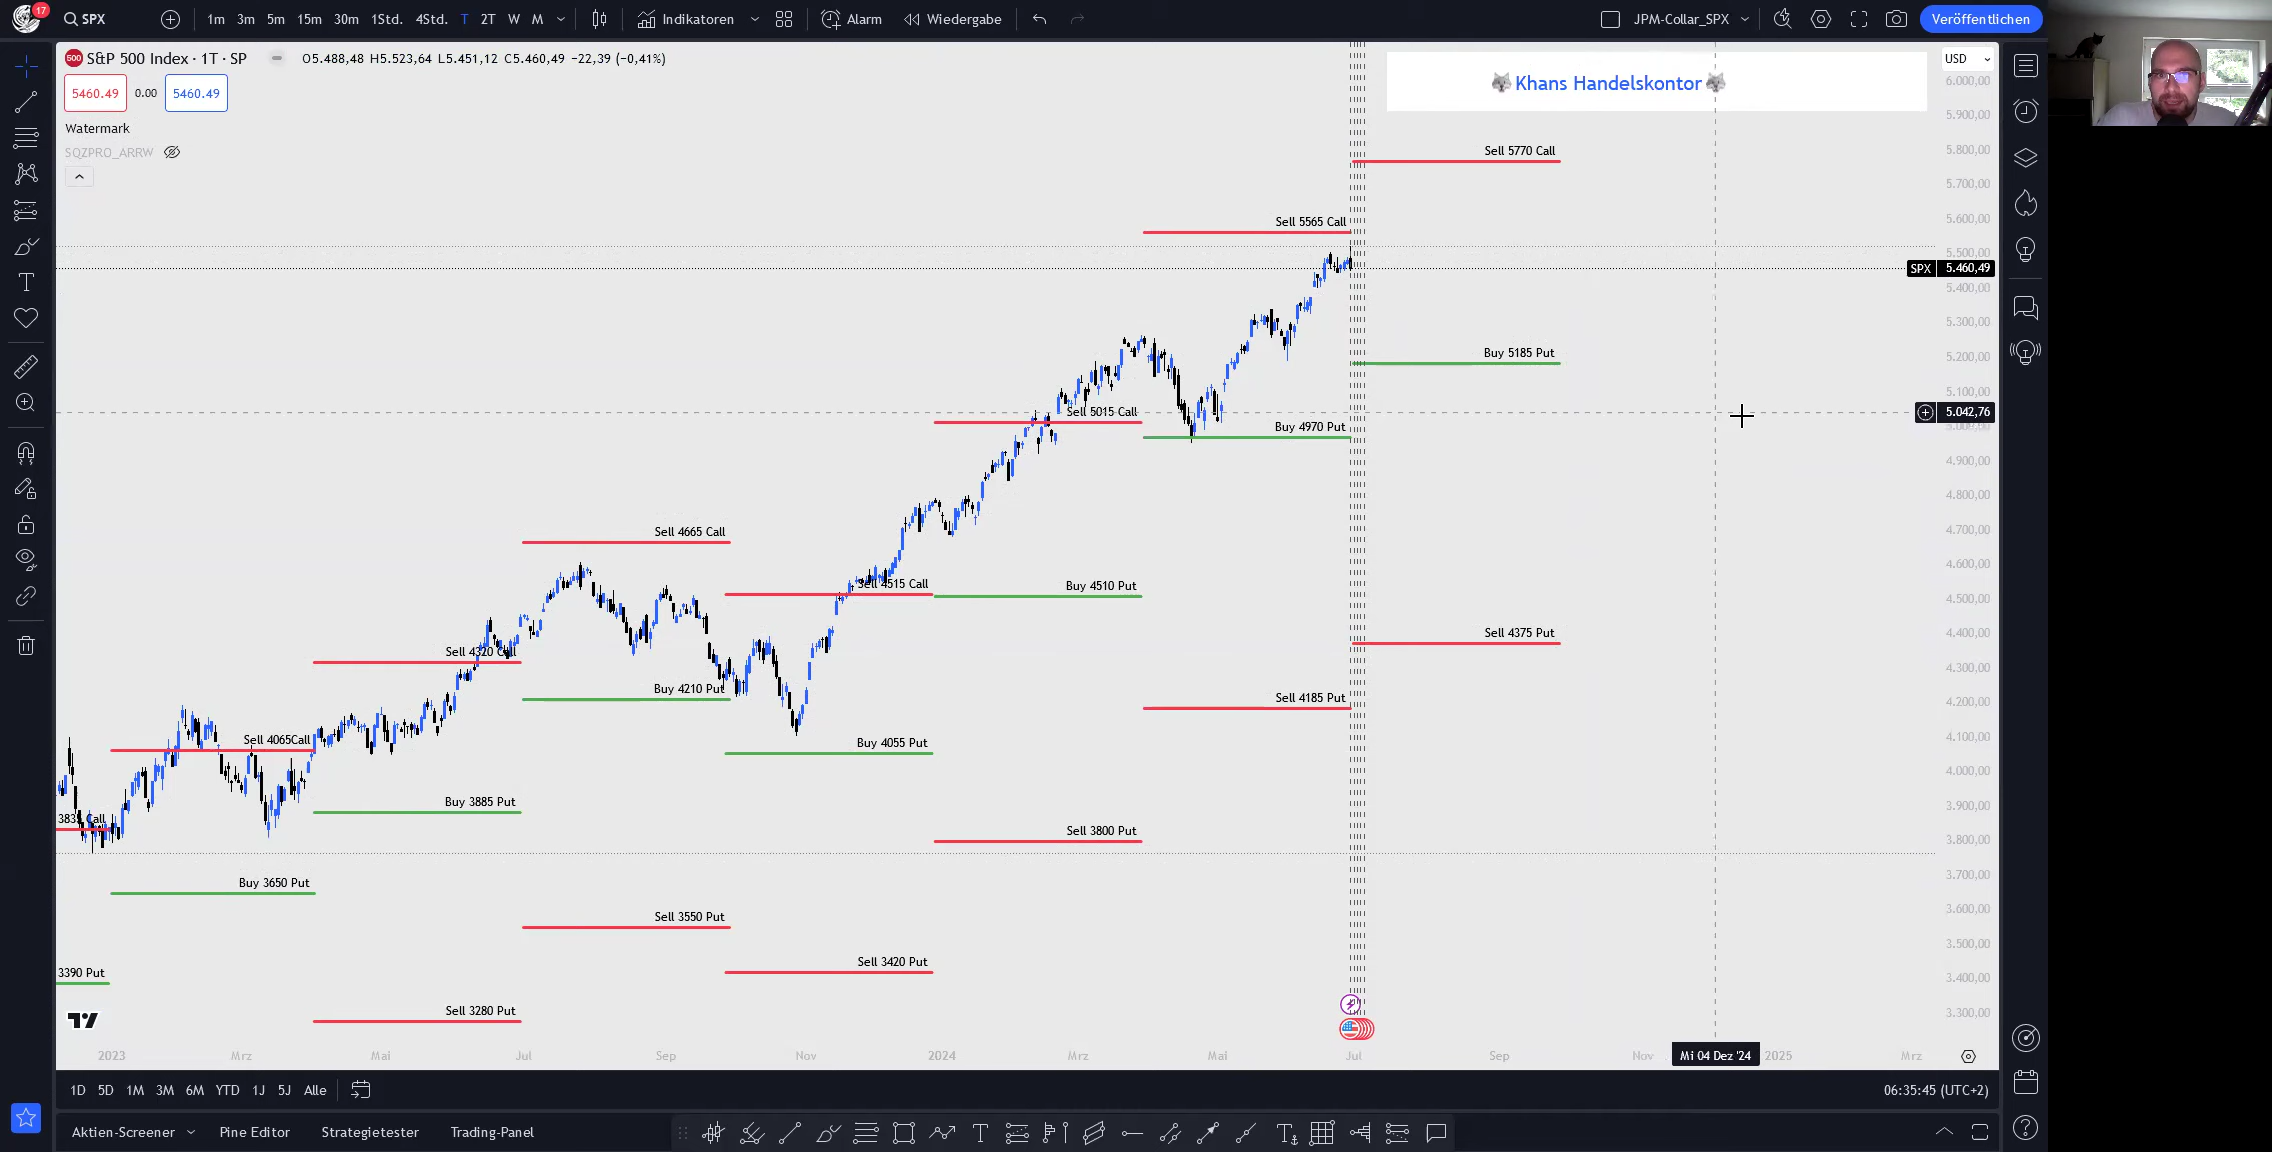 17
SPX
1m 3m 5m 15m 30m 1Std. 4Std. T 2T W M
Indikatoren
Alarm
Wiedergabe
JPM-Collar_SPX
Veröffentlichen
500 S&P 500 Index · 1T · SP
O5.488,48 H5.523,64 L5.451,12 C5.460,49 −22,39 (−0,41%)
5460.49 0.00 5460.49
Watermark
SQZPRO_ARRW
Khans Handelskontor
USD
6.000,00
5.900,00
5.800,00
5.700,00
5.600,00
5.500,00
SPX 5.460,49
5.400,00
5.300,00
5.200,00
5.100,00
5.042,76
4.900,00
4.800,00
4.700,00
4.600,00
4.500,00
4.400,00
4.300,00
4.200,00
4.100,00
4.000,00
3.900,00
3.800,00
3.700,00
3.600,00
3.500,00
3.400,00
3.300,00
Sell 5770 Call
Sell 5565 Call
Buy 5185 Put
Sell 5015 Call
Buy 4970 Put
Sell 4665 Call
Sell 4515 Call
Buy 4510 Put
Sell 4375 Put
Sell 4320 Call
Buy 4210 Put
Sell 4185 Put
Sell 4065Call
Buy 4055 Put
Buy 3885 Put
3835 Call
Sell 3800 Put
Buy 3650 Put
Sell 3550 Put
Sell 3420 Put
3390 Put
Sell 3280 Put
2023 Mrz Mai Jul Sep Nov 2024 Mrz Mai Jul Sep Nov Mi 04 Dez '24 2025 Mrz
1D 5D 1M 3M 6M YTD 1J 5J Alle
06:35:45 (UTC+2)
Aktien-Screener Pine Editor Strategietester Trading-Panel